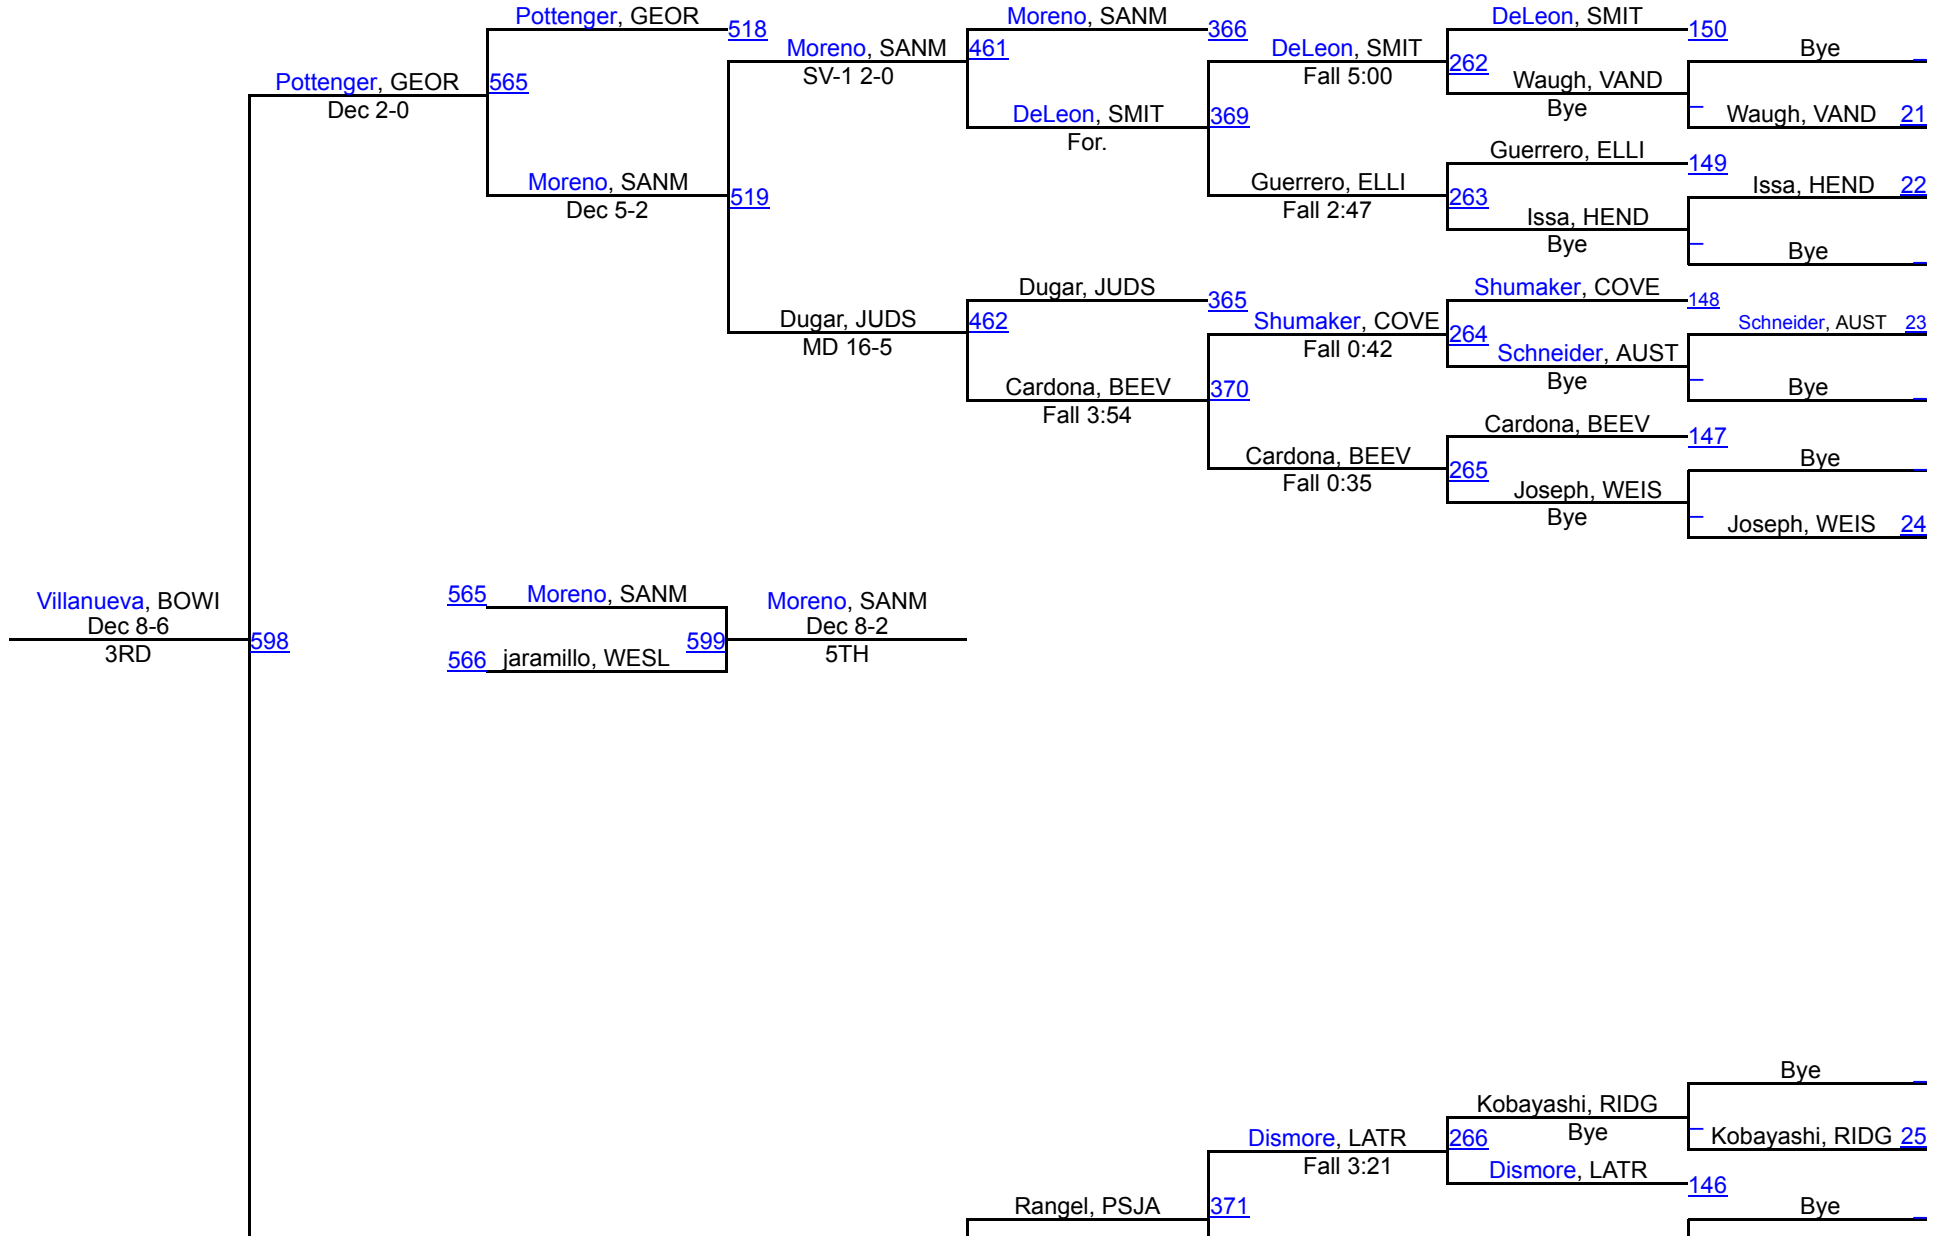 Pottenger, GEOR
518
Moreno, SANM
366
DeLeon, SMIT
150
Bye
Moreno, SANM
461
SV-1 2-0
DeLeon, SMIT
262
Fall 5:00
Waugh, VAND
Bye
Waugh, VAND 21
Pottenger, GEOR
565
Dec 2-0
DeLeon, SMIT
369
For.
Guerrero, ELLI
149
Moreno, SANM
519
Dec 5-2
Guerrero, ELLI
263
Fall 2:47
Issa, HEND 22
Issa, HEND
Bye
Bye
Dugar, JUDS
365
Shumaker, COVE
148
Dugar, JUDS
462
MD 16-5
Shumaker, COVE
264
Fall 0:42
Schneider, AUST 23
Schneider, AUST
Bye
Bye
Cardona, BEEV
370
Fall 3:54
Cardona, BEEV
147
Cardona, BEEV
265
Fall 0:35
Bye
Joseph, WEIS
Bye
Joseph, WEIS 24
Villanueva, BOWI
Dec 8-6
598
3RD
565 Moreno, SANM
Moreno, SANM
Dec 8-2
599
5TH
566 jaramillo, WESL
Bye
Kobayashi, RIDG
Bye
Kobayashi, RIDG 25
Dismore, LATR
266
Fall 3:21
Dismore, LATR
146
Rangel, PSJA
371
Bye